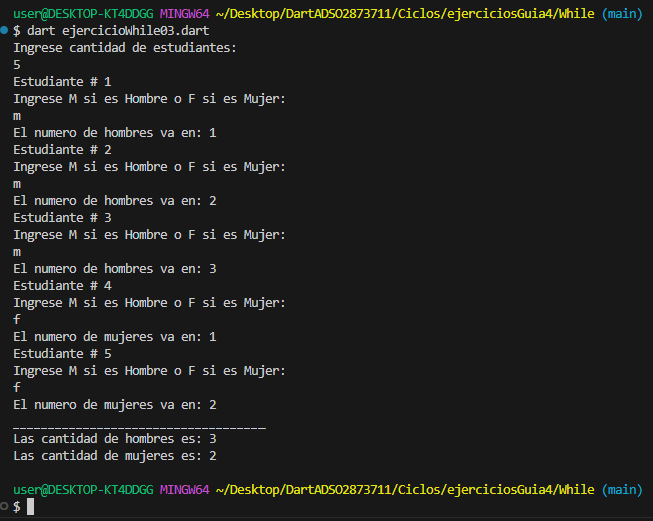 user@DESKTOP-KT4DDGG MINGW64 ~/Desktop/DartADSO2873711/Ciclos/ejerciciosGuia4/While (main)
$ dart ejercicioWhile03.dart
Ingrese cantidad de estudiantes:
5
Estudiante # 1
Ingrese M si es Hombre o F si es Mujer:
m
El numero de hombres va en: 1
Estudiante # 2
Ingrese M si es Hombre o F si es Mujer:
m
El numero de hombres va en: 2
Estudiante # 3
Ingrese M si es Hombre o F si es Mujer:
m
El numero de hombres va en: 3
Estudiante # 4
Ingrese M si es Hombre o F si es Mujer:
f
El numero de mujeres va en: 1
Estudiante # 5
Ingrese M si es Hombre o F si es Mujer:
f
El numero de mujeres va en: 2
____________________________________
Las cantidad de hombres es: 3
Las cantidad de mujeres es: 2
user@DESKTOP-KT4DDGG MINGW64 ~/Desktop/DartADSO2873711/Ciclos/ejerciciosGuia4/While (main)
$